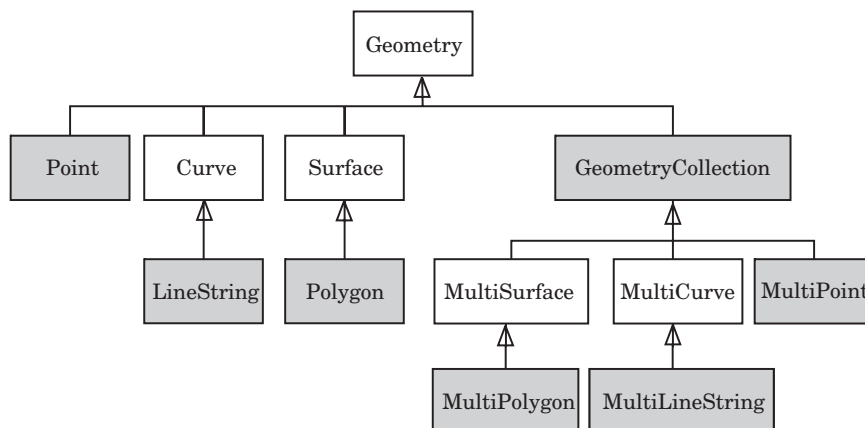 Geometry
Point
Curve
Surface
GeometryCollection
LineString
Polygon
MultiSurface
MultiCurve
MultiPoint
MultiPolygon
MultiLineString